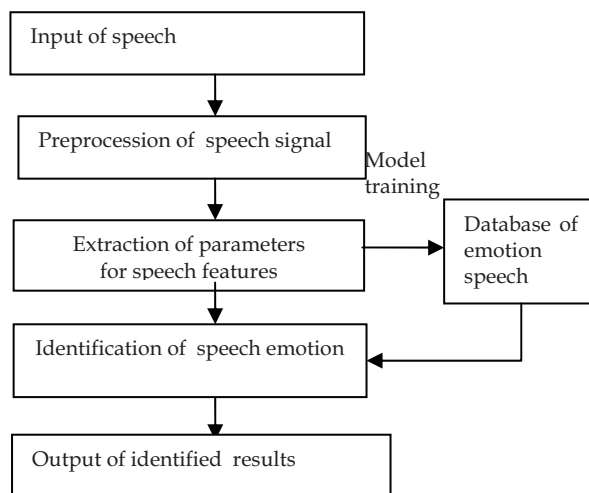 Input of speech
Preprocession of speech signal
Model
training
Extraction of parameters
for speech features
Database of
emotion
speech
Identification of speech emotion
Output of identified results